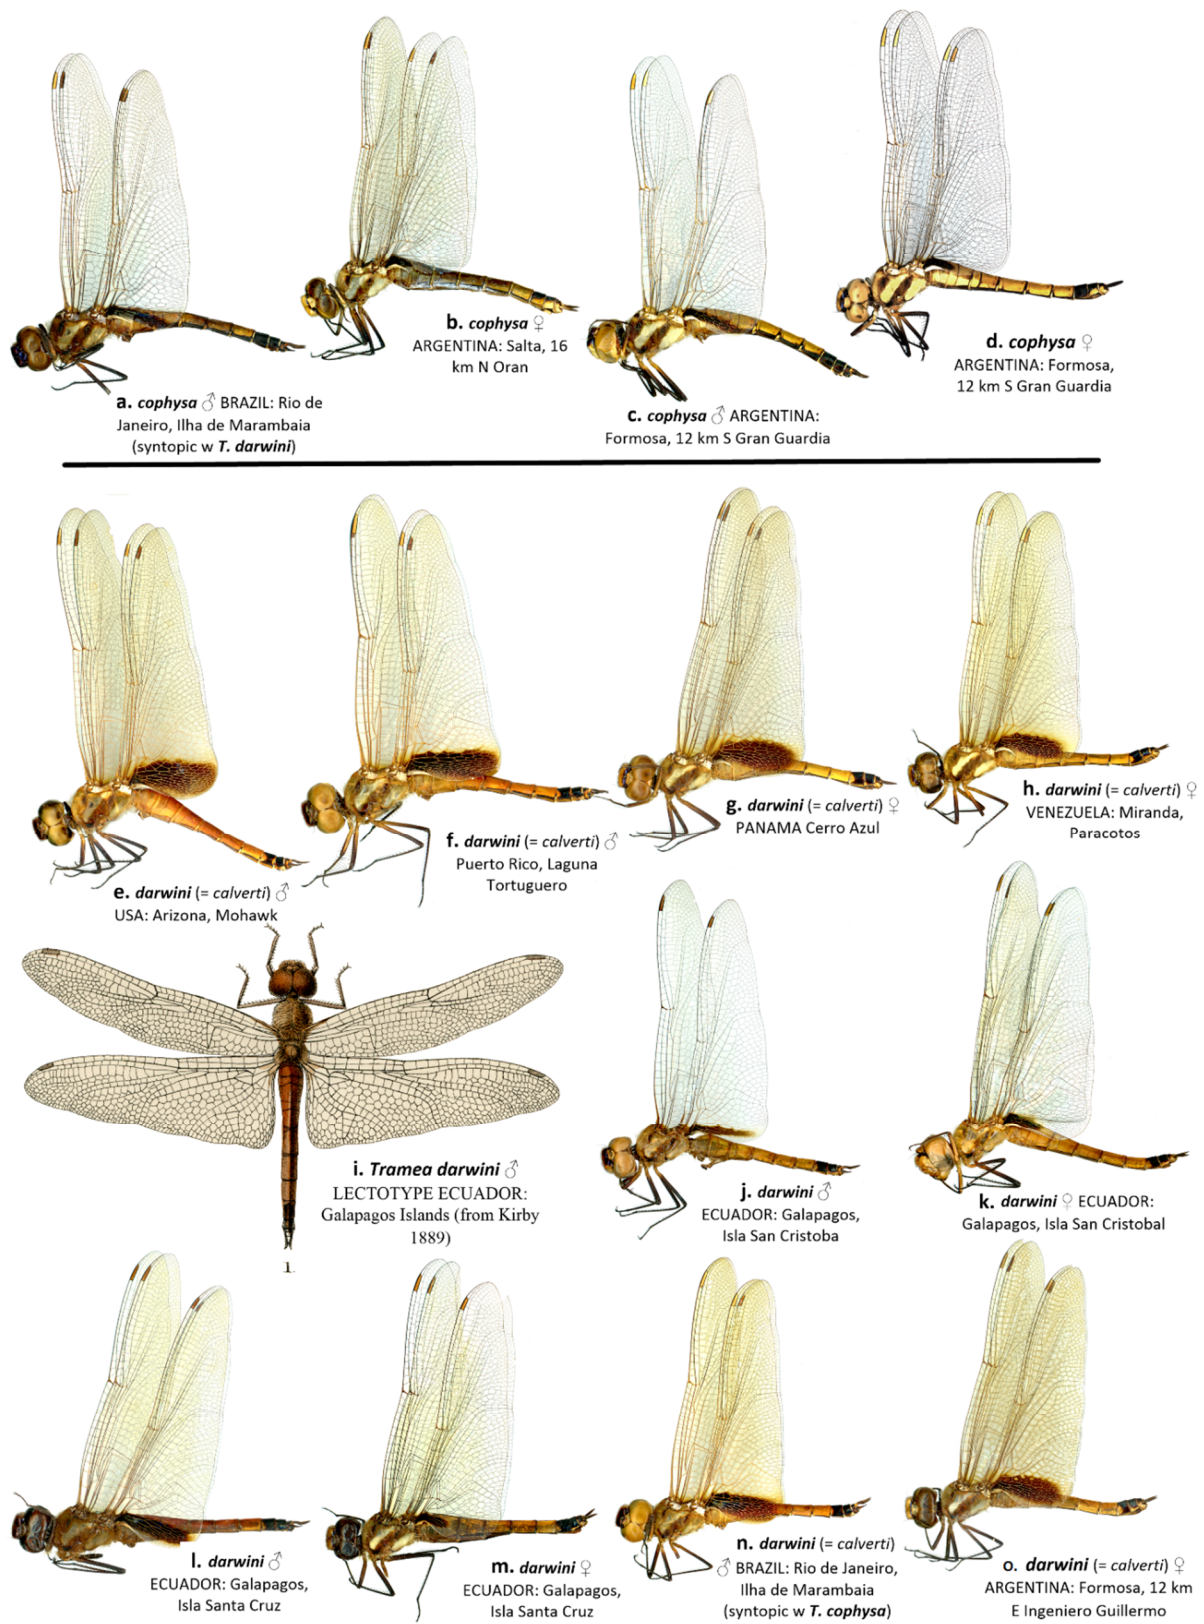 b. cophysa ♀
ARGENTINA: Salta, 16
km N Oran
d. cophysa ♀
ARGENTINA: Formosa,
12 km S Gran Guardia
a. cophysa ♂ BRAZIL: Rio de
Janeiro, Ilha de Marambaia
(syntopic w T. darwini)
c. cophysa ♂ ARGENTINA:
Formosa, 12 km S Gran Guardia
e. darwini (= calverti) ♂
USA: Arizona, Mohawk
f. darwini (= calverti) ♂
Puerto Rico, Laguna
Tortuguero
g. darwini (= calverti) ♀
PANAMA Cerro Azul
h. darwini (= calverti) ♀
VENEZUELA: Miranda,
Paracotos
i. Tramea darwini ♂
LECTOTYPE ECUADOR:
Galapagos Islands (from Kirby
1889)
1.
j. darwini ♂
ECUADOR: Galapagos,
Isla San Cristoba
k. darwini ♀ ECUADOR:
Galapagos, Isla San Cristobal
l. darwini ♂
ECUADOR: Galapagos,
Isla Santa Cruz
m. darwini ♀
ECUADOR: Galapagos,
Isla Santa Cruz
n. darwini (= calverti)
♂ BRAZIL: Rio de Janeiro,
Ilha de Marambaia
(syntopic w T. cophysa)
o. darwini (= calverti) ♀
ARGENTINA: Formosa, 12 km
E Ingeniero Guillermo